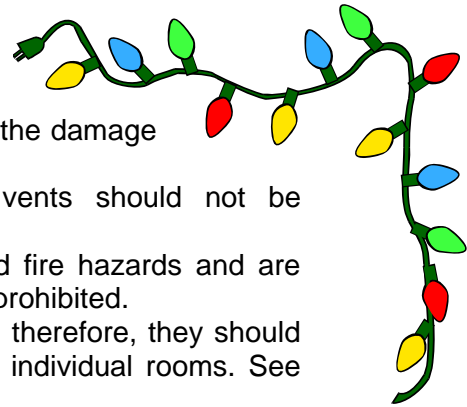 the damage
vents should not be
d fire hazards and are
prohibited.
therefore, they should
individual rooms. See